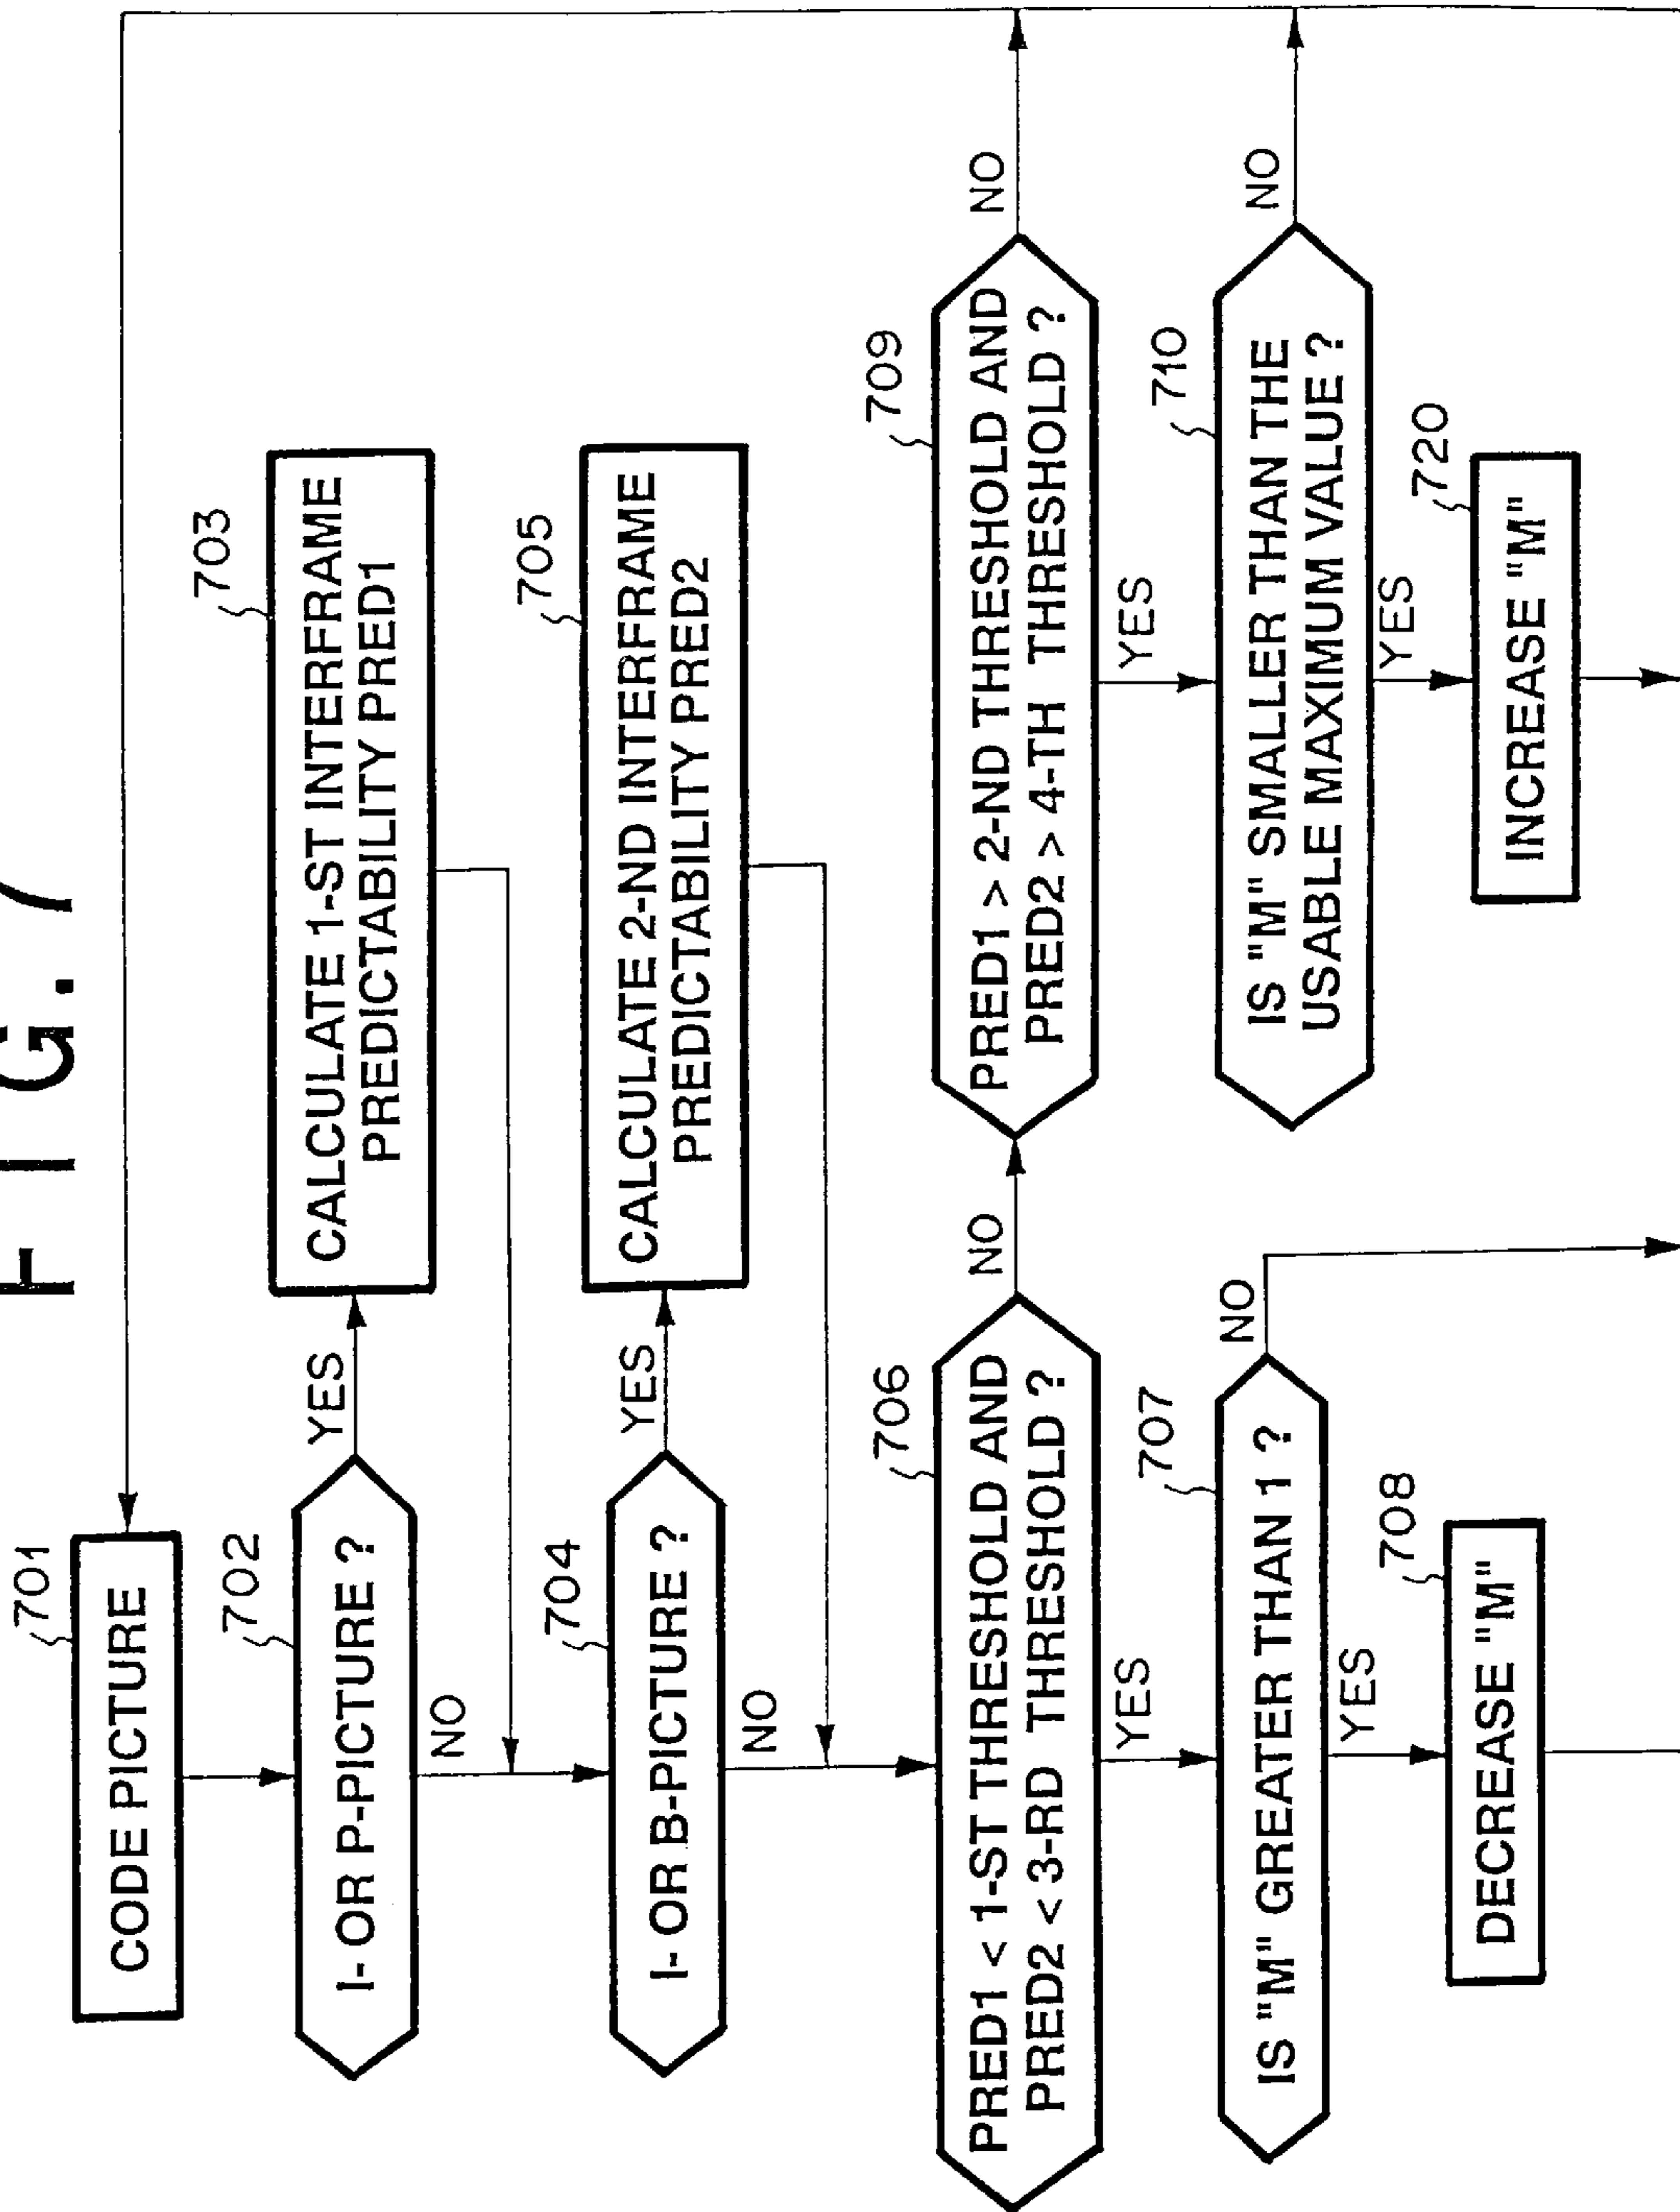 FIG. 7
701
CODE PICTURE
702
I- OR P-PICTURE ?
YES
NO
703
CALCULATE 1-ST INTERFRAME
PREDICTABILITY PRED1
704
I- OR B-PICTURE ?
YES
NO
705
CALCULATE 2-ND INTERFRAME
PREDICTABILITY PRED2
706
PRED1 < 1-ST THRESHOLD AND
PRED2 < 3-RD THRESHOLD ?
NO
YES
709
PRED1 > 2-ND THRESHOLD AND
PRED2 > 4-TH THRESHOLD ?
NO
YES
707
IS "M" GREATER THAN 1 ?
NO
YES
710
IS "M" SMALLER THAN THE
USABLE MAXIMUM VALUE ?
NO
YES
708
DECREASE "M"
720
INCREASE "M"